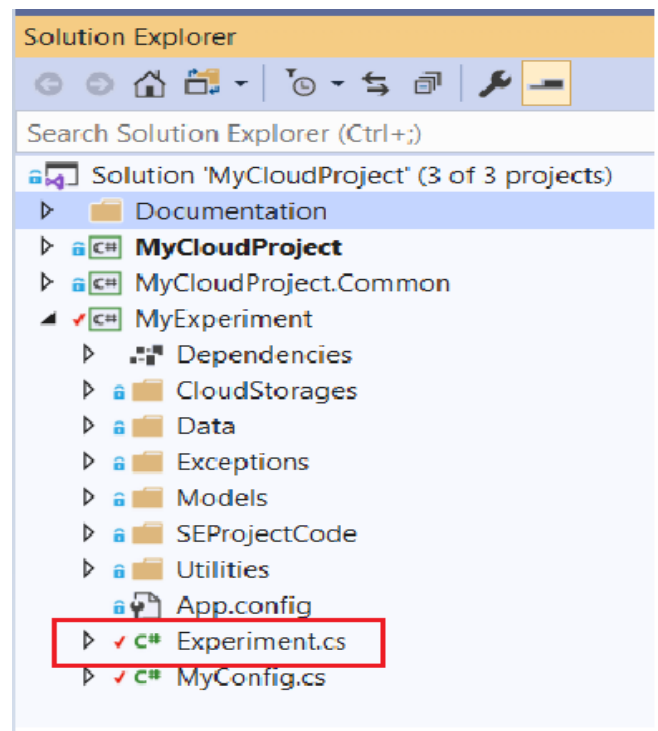 Solution Explorer
Search Solution Explorer (Ctrl+;)
Solution 'MyCloudProject' (3 of 3 projects)
Documentation
C# MyCloudProject
C# MyCloudProject.Common
C# MyExperiment
Dependencies
CloudStorages
Data
Exceptions
Models
SEProjectCode
Utilities
App.config
C# Experiment.cs
C# MyConfig.cs